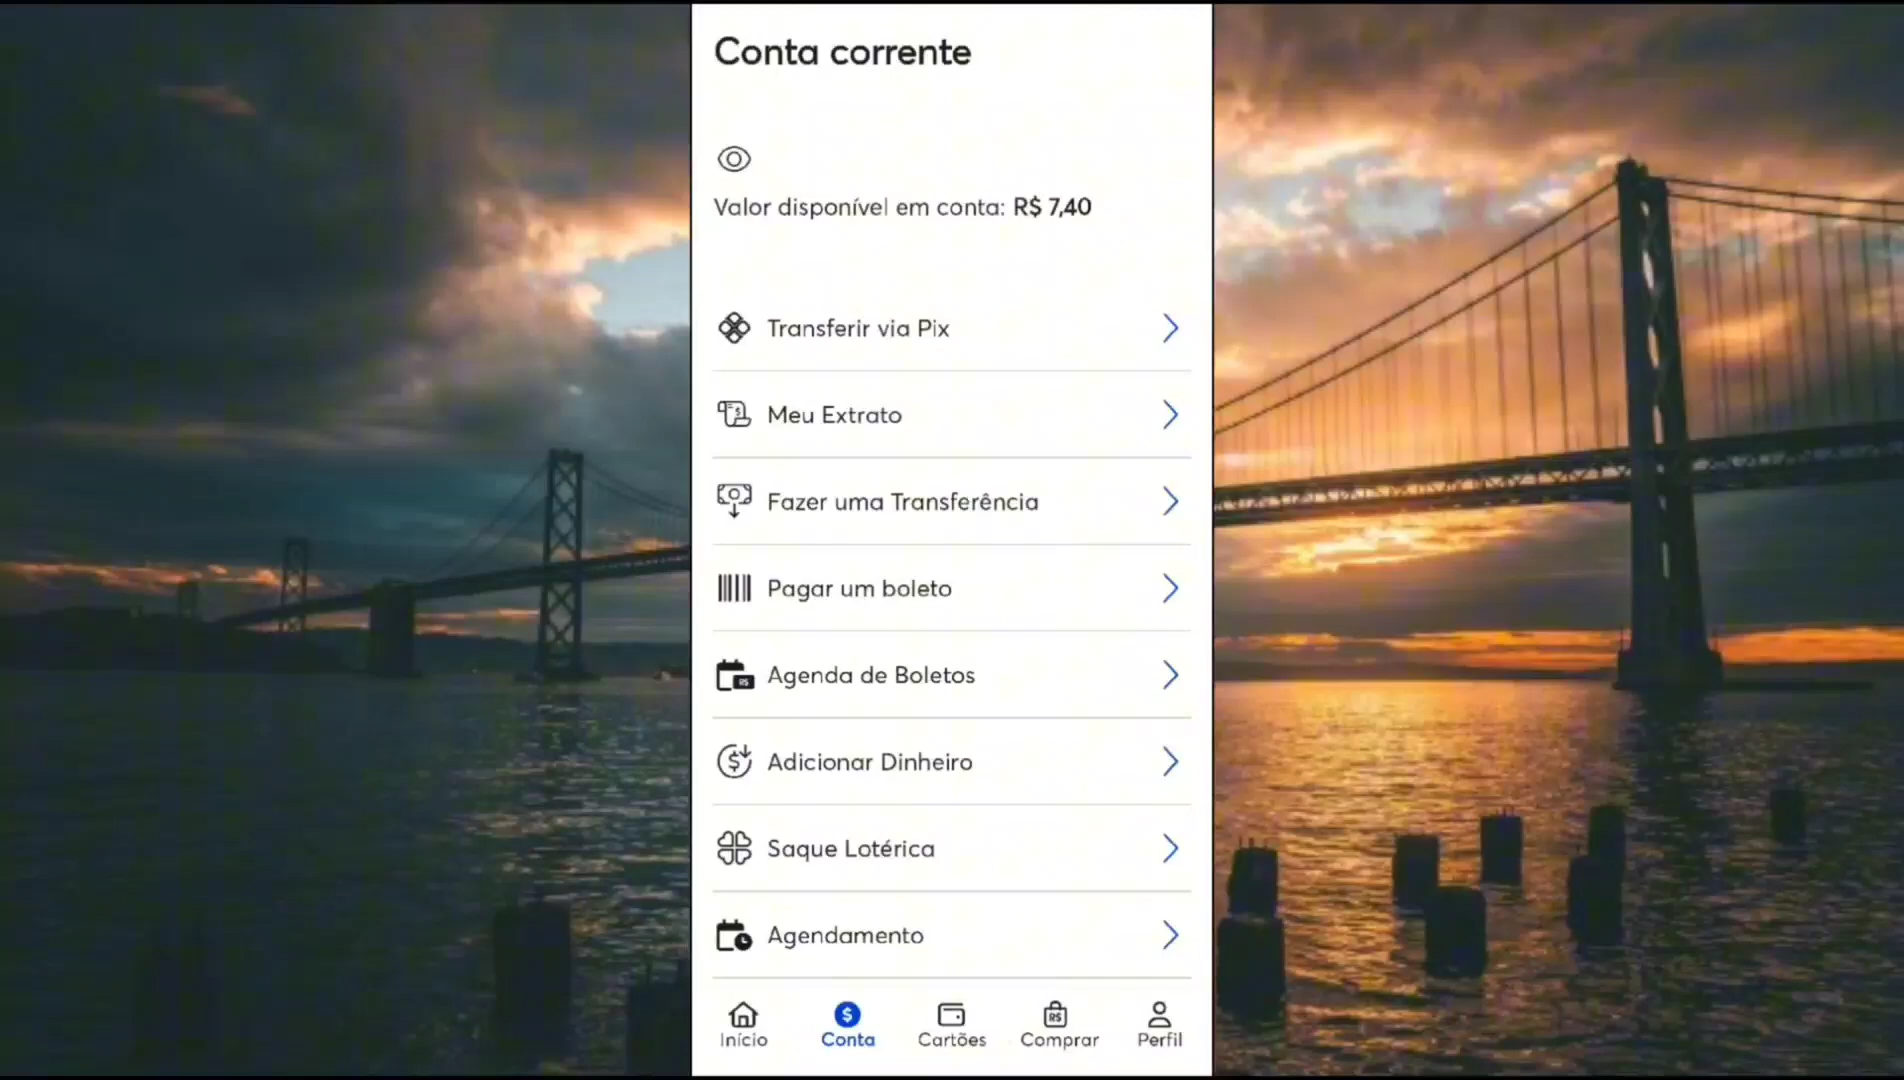 Conta corrente
Valor disponível em conta: R$ 7,40
Transferir via Pix
Meu Extrato
Fazer uma Transferência
Pagar um boleto
Agenda de Boletos
Adicionar Dinheiro
Saque Lotérica
Agendamento
Início
Conta
Cartões
Comprar
Perfil